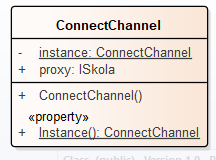 ConnectChannel
- instance: ConnectChannel
+ proxy: ISkola
+ ConnectChannel()
«property»
+ Instance(): ConnectChannel